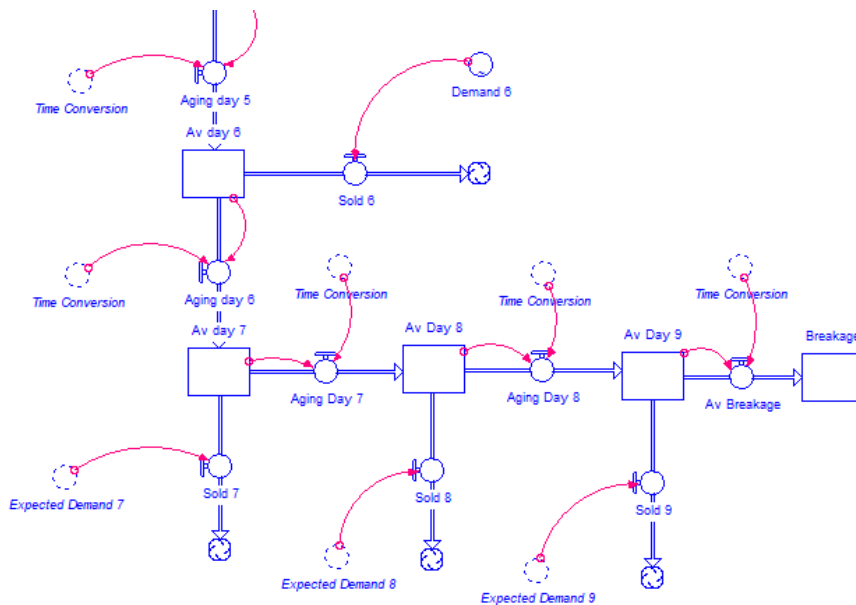 Demand 6
Time Conversion
Aging day 5
Av day 6
Sold 6
Time Conversion
Aging day 6
Time Conversion
Time Conversion
Time Conversion
Av day 7
Av Day 8
Av Day 9
Breakage
Aging Day 7
Aging Day 8
Av Breakage
Expected Demand 7
Sold 7
Sold 8
Sold 9
Expected Demand 8
Expected Demand 9